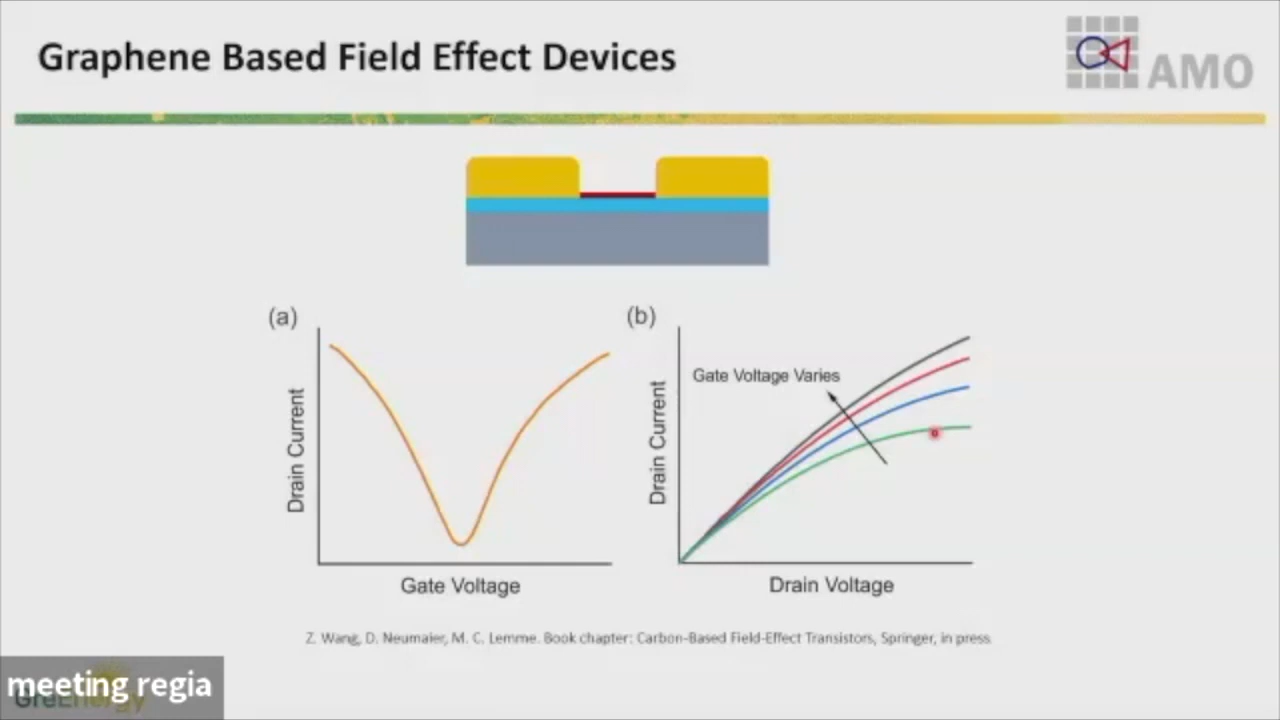 Graphene Based Field Effect Devices
AMO
(a)
(b)
Drain Current
Gate Voltage
Gate Voltage Varies
Drain Current
Drain Voltage
Z. Wang, D. Neumaier, M. C. Lemme. Book chapter: Carbon-Based Field-Effect Transistors, Springer, in press
meeting regia
GreEnergy